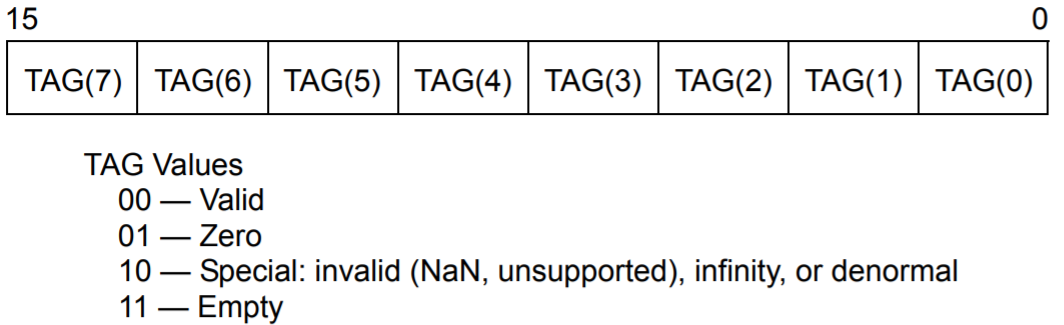 15 0
TAG(7) TAG(6) TAG(5) TAG(4) TAG(3) TAG(2) TAG(1) TAG(0)
TAG Values
00 — Valid
01 — Zero
10 — Special: invalid (NaN, unsupported), infinity, or denormal
11 — Empty